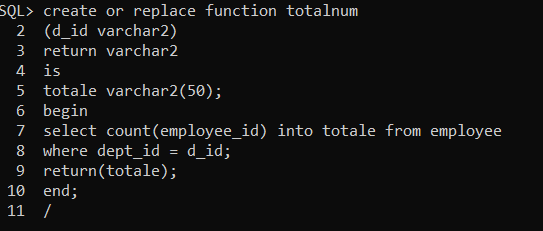 SQL> create or replace function totalnum
2 (d_id varchar2)
3 return varchar2
4 is
5 totale varchar2(50);
6 begin
7 select count(employee_id) into totale from employee
8 where dept_id = d_id;
9 return(totale);
10 end;
11 /